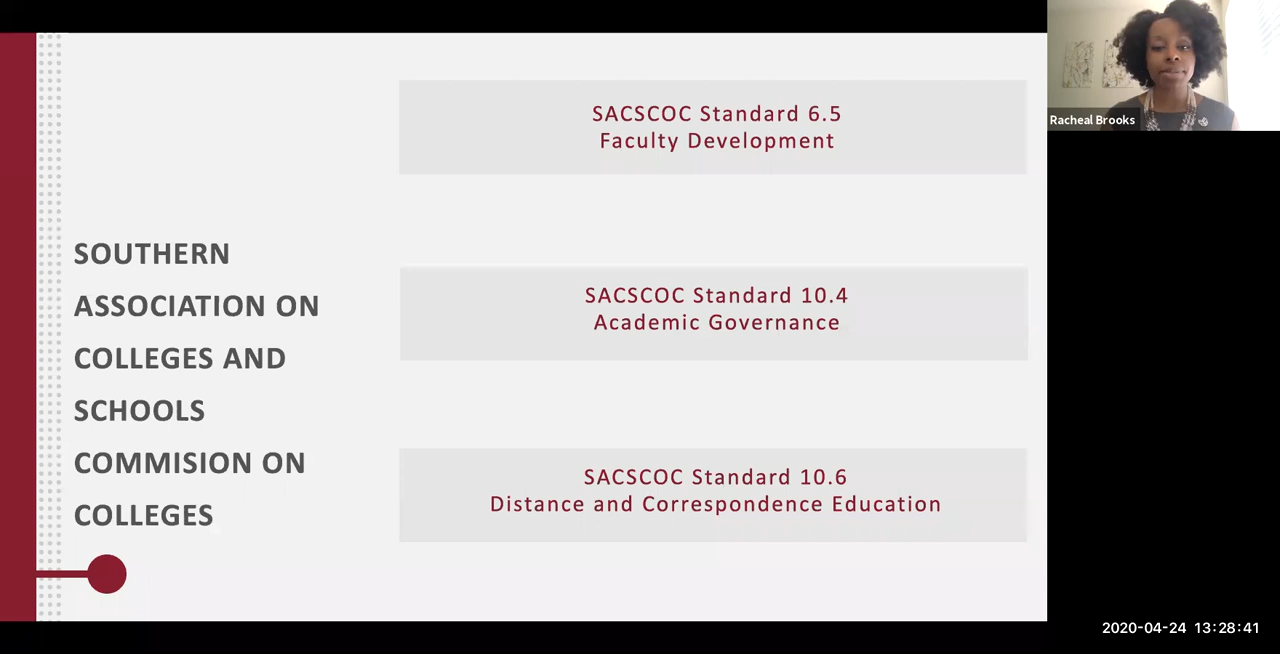 SOUTHERN
ASSOCIATION ON
COLLEGES AND
SCHOOLS
COMMISION ON
COLLEGES
SACSCOC Standard 6.5
Faculty Development
SACSCOC Standard 10.4
Academic Governance
SACSCOC Standard 10.6
Distance and Correspondence Education
Racheal Brooks
2020-04-24 13:28:41